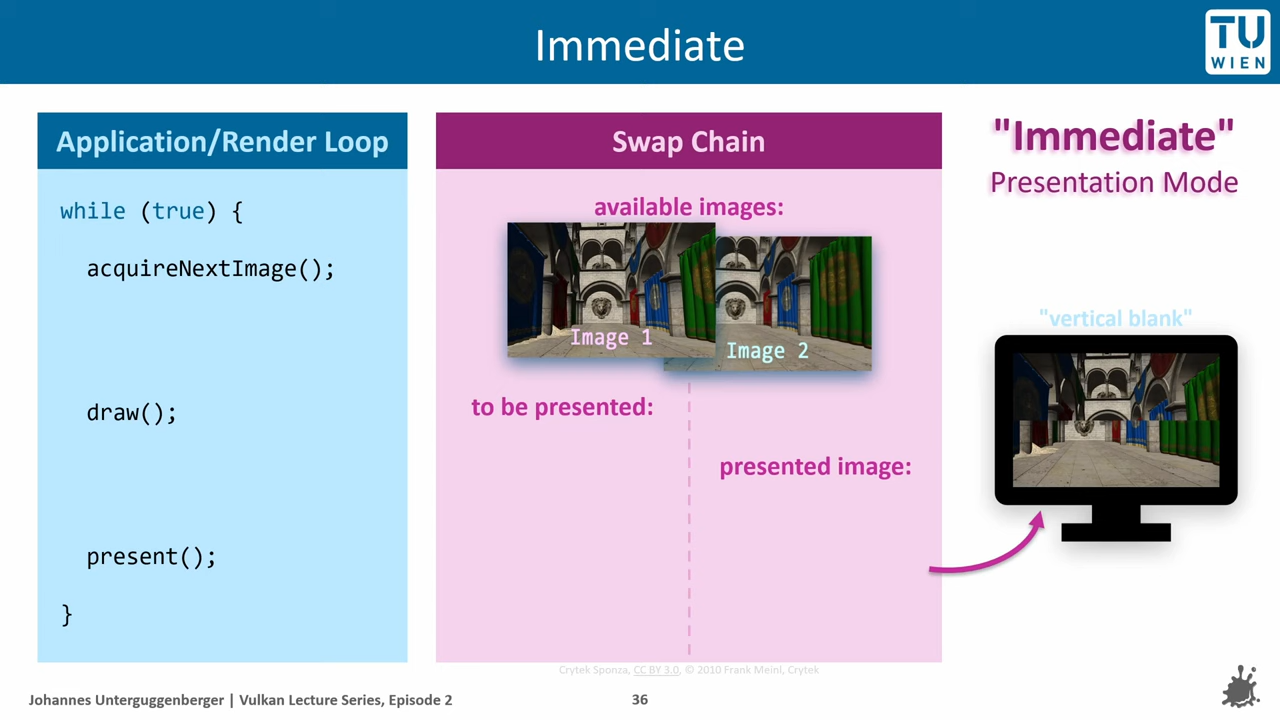 Immediate
TU
WIEN
Application/Render Loop
while (true) {
acquireNextImage();
draw();
present();
}
Swap Chain
available images:
Image 1
Image 2
to be presented:
presented image:
"Immediate"
Presentation Mode
"vertical blank"
Crytek Sponza, CC BY 3.0, © 2010 Frank Meinl, Crytek
Johannes Unterguggenberger | Vulkan Lecture Series, Episode 2
36